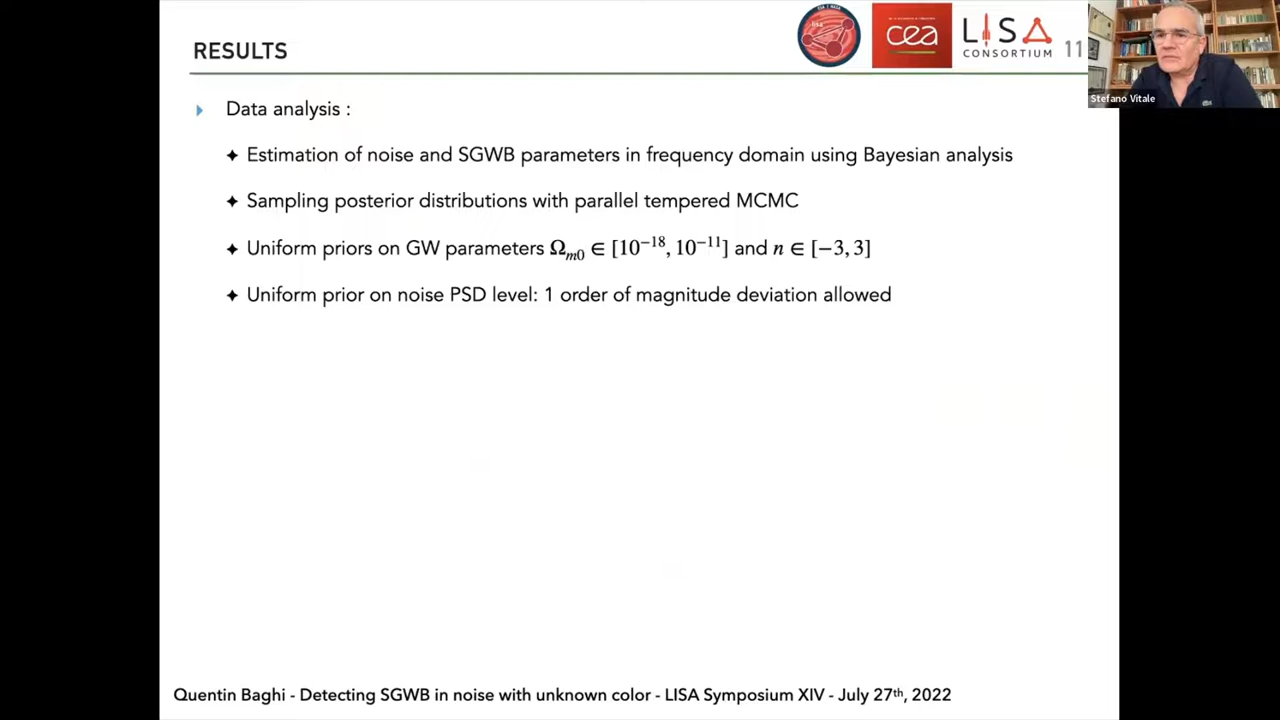 RESULTS
ESA / NASA
lisa
cea
LISA
CONSORTIUM
11
Stefano Vitale
Data analysis :
✦ Estimation of noise and SGWB parameters in frequency domain using Bayesian analysis
✦ Sampling posterior distributions with parallel tempered MCMC
✦ Uniform priors on GW parameters Ωₘ₀ ∈ [10⁻¹⁸, 10⁻¹¹] and n ∈ [−3, 3]
✦ Uniform prior on noise PSD level: 1 order of magnitude deviation allowed
Quentin Baghi - Detecting SGWB in noise with unknown color - LISA Symposium XIV - July 27th, 2022